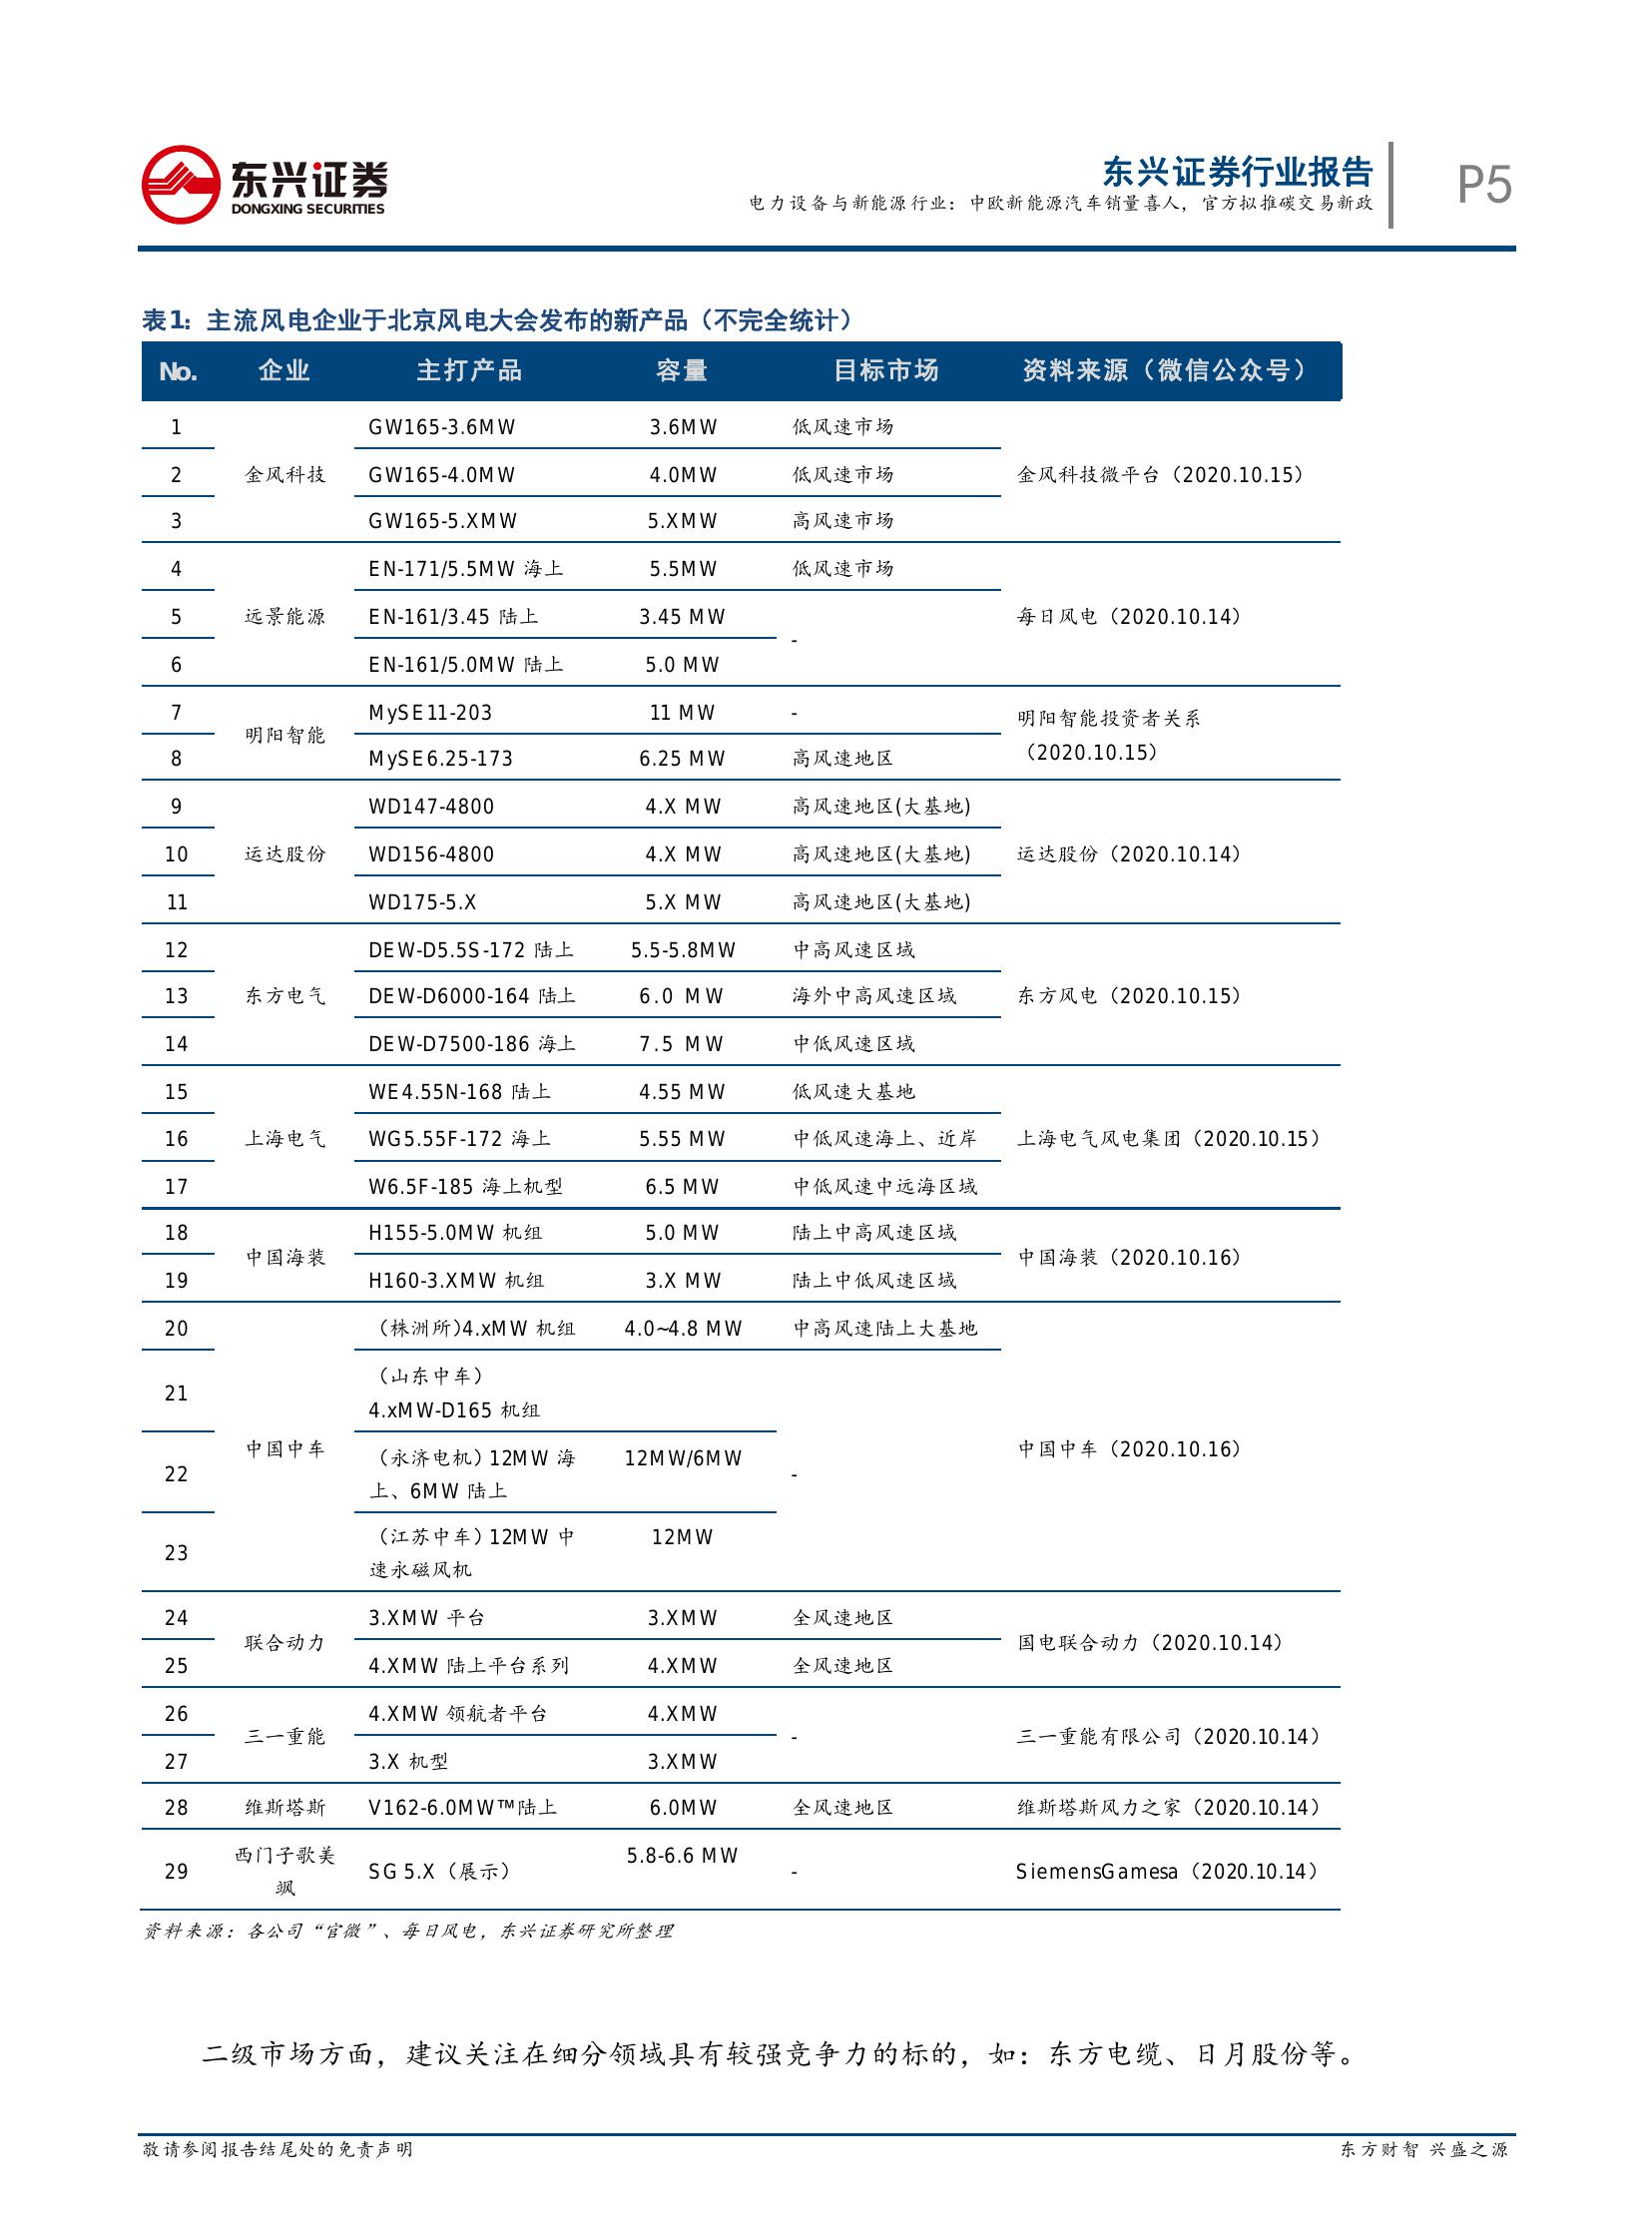 东兴证券
DONGXING SECURITIES
东兴证券行业报告
电力设备与新能源行业：中欧新能源汽车销量喜人，官方拟推碳交易新政
P5
表1：主流风电企业于北京风电大会发布的新产品（不完全统计）
No. 企业 主打产品 容量 目标市场 资料来源（微信公众号）
1 GW165-3.6MW 3.6MW 低风速市场
2 金风科技 GW165-4.0MW 4.0MW 低风速市场 金风科技微平台（2020.10.15）
3 GW165-5.XMW 5.XMW 高风速市场
4 EN-171/5.5MW 海上 5.5MW 低风速市场
5 远景能源 EN-161/3.45 陆上 3.45 MW - 每日风电（2020.10.14）
6 EN-161/5.0MW 陆上 5.0 MW
7 明阳智能 MySE11-203 11 MW - 明阳智能投资者关系
8 MySE6.25-173 6.25 MW 高风速地区 （2020.10.15）
9 WD147-4800 4.X MW 高风速地区(大基地)
10 运达股份 WD156-4800 4.X MW 高风速地区(大基地) 运达股份（2020.10.14）
11 WD175-5.X 5.X MW 高风速地区(大基地)
12 DEW-D5.5S-172 陆上 5.5-5.8MW 中高风速区域
13 东方电气 DEW-D6000-164 陆上 6.0 MW 海外中高风速区域 东方风电（2020.10.15）
14 DEW-D7500-186 海上 7.5 MW 中低风速区域
15 WE4.55N-168 陆上 4.55 MW 低风速大基地
16 上海电气 WG5.55F-172 海上 5.55 MW 中低风速海上、近岸 上海电气风电集团（2020.10.15）
17 W6.5F-185 海上机型 6.5 MW 中低风速中远海区域
18 中国海装 H155-5.0MW 机组 5.0 MW 陆上中高风速区域 中国海装（2020.10.16）
19 H160-3.XMW 机组 3.X MW 陆上中低风速区域
20 （株洲所)4.xMW 机组 4.0~4.8 MW 中高风速陆上大基地
21 （山东中车）
4.xMW-D165 机组
中国中车 中国中车（2020.10.16）
22 （永济电机）12MW 海 12MW/6MW -
上、6MW 陆上
23 （江苏中车）12MW 中 12MW
速永磁风机
24 联合动力 3.XMW 平台 3.XMW 全风速地区 国电联合动力（2020.10.14）
25 4.XMW 陆上平台系列 4.XMW 全风速地区
26 三一重能 4.XMW 领航者平台 4.XMW - 三一重能有限公司（2020.10.14）
27 3.X 机型 3.XMW
28 维斯塔斯 V162-6.0MW™陆上 6.0MW 全风速地区 维斯塔斯风力之家（2020.10.14）
29 西门子歌美 SG 5.X（展示） 5.8-6.6 MW - SiemensGamesa（2020.10.14）
飒
资料来源：各公司“官微”、每日风电，东兴证券研究所整理
二级市场方面，建议关注在细分领域具有较强竞争力的标的，如：东方电缆、日月股份等。
敬请参阅报告结尾处的免责声明
东方财智 兴盛之源